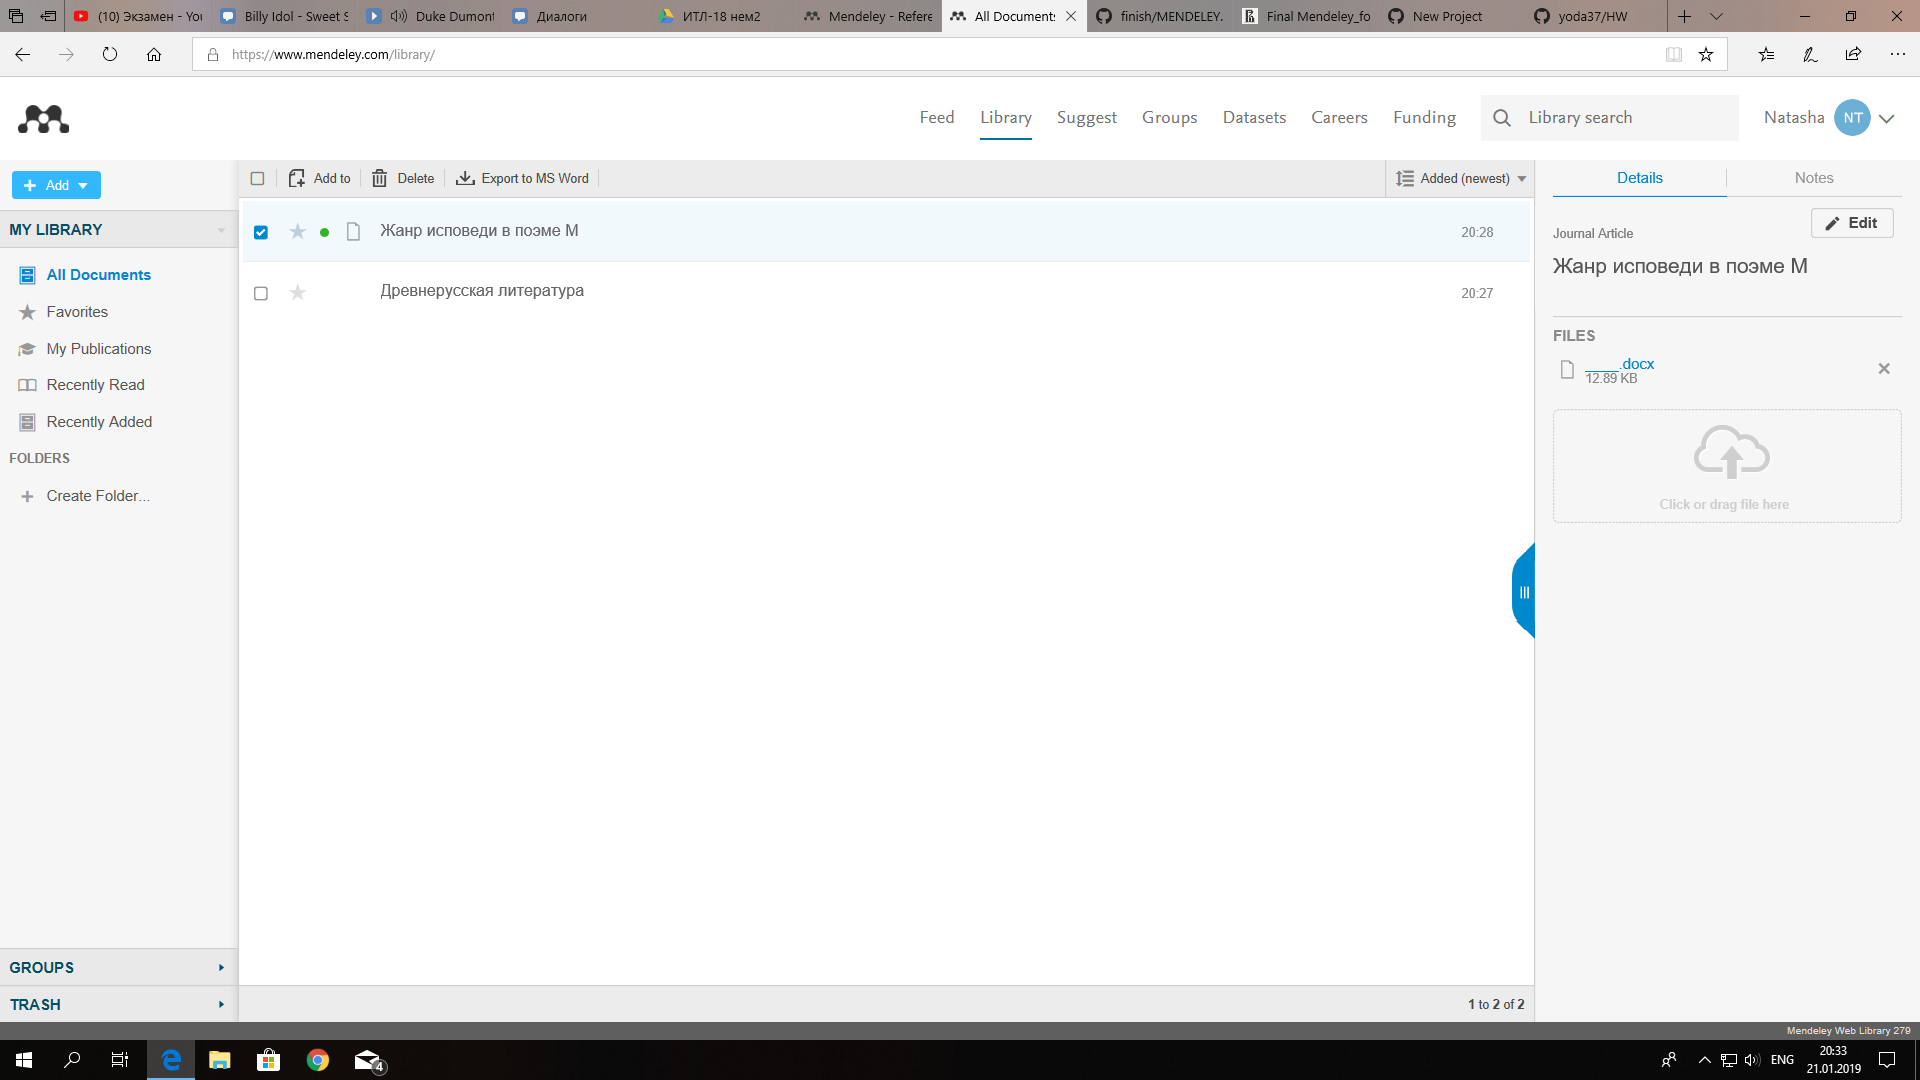 (10) Экзамен - You
Billy Idol - Sweet S
Duke Dumont
Диалоги
ИТЛ-18 нем2
Mendeley - Refere
All Documents
finish/MENDELEY.
Final Mendeley_fo
New Project
yoda37/HW
https://www.mendeley.com/library/
Feed
Library
Suggest
Groups
Datasets
Careers
Funding
Library search
Natasha
NT
Add
Add to
Delete
Export to MS Word
Added (newest)
Details
Notes
MY LIBRARY
All Documents
Favorites
My Publications
Recently Read
Recently Added
FOLDERS
Create Folder...
Жанр исповеди в поэме М
20:28
Древнерусская литература
20:27
Edit
Journal Article
Жанр исповеди в поэме М
FILES
____.docx
12.89 KB
Click or drag file here
GROUPS
TRASH
1 to 2 of 2
Mendeley Web Library 279
4
ENG
20:33
21.01.2019